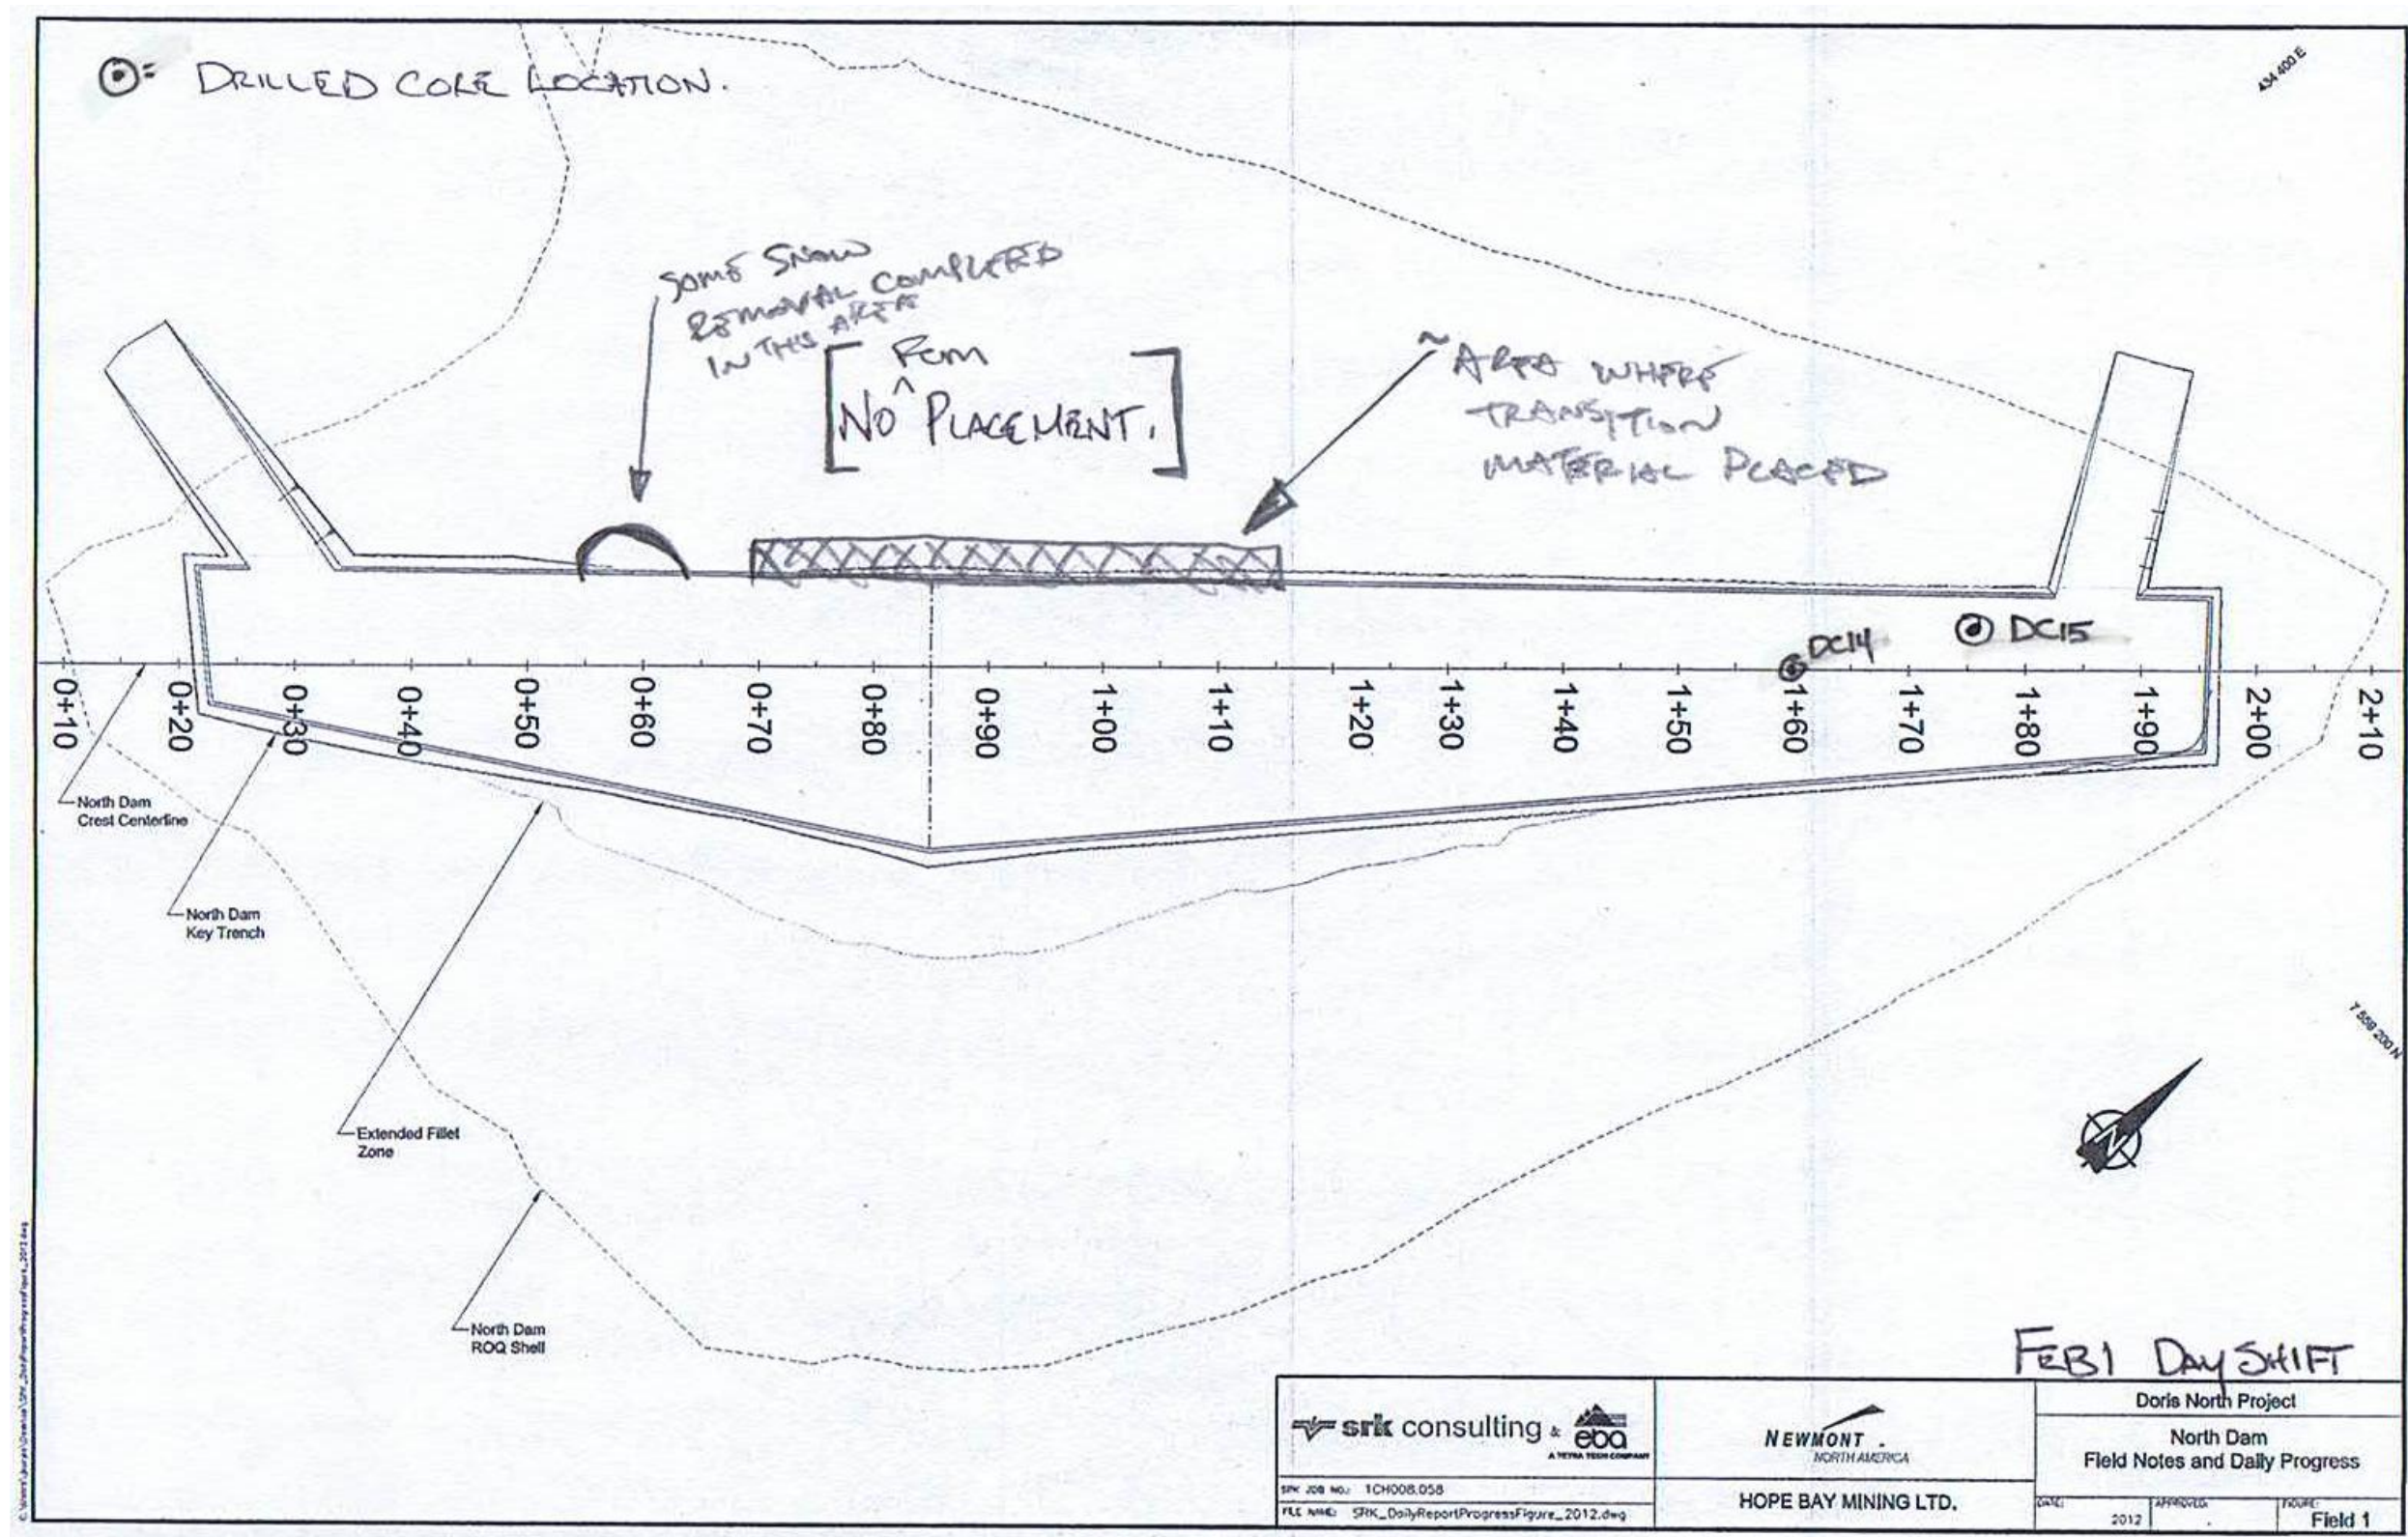 ⊙= DRILLED CORE LOCATION.
434 400 E
SOME SNOW
REMOVAL COMPLETED
IN THIS AREA
[NO ^ FCM PLACEMENT.]
~ AREA WHERE
TRANSITION
MATERIAL PLACED
DC14
DC15
0+10
0+20
0+30
0+40
0+50
0+60
0+70
0+80
0+90
1+00
1+10
1+20
1+30
1+40
1+50
1+60
1+70
1+80
1+90
2+00
2+10
North Dam
Crest Centerline
North Dam
Key Trench
Extended Fillet
Zone
North Dam
ROQ Shell
7 559 200 N
N
FEB 1 DAY SHIFT
srk consulting & eba
A TETRA TECH COMPANY
NEWMONT.
NORTH AMERICA
Doris North Project
North Dam
Field Notes and Daily Progress
SRK JOB NO.: 1CH008.058
FILE NAME: SRK_DailyReportProgressFigure_2012.dwg
HOPE BAY MINING LTD.
DATE: 2012
APPROVED:
FIGURE: Field 1